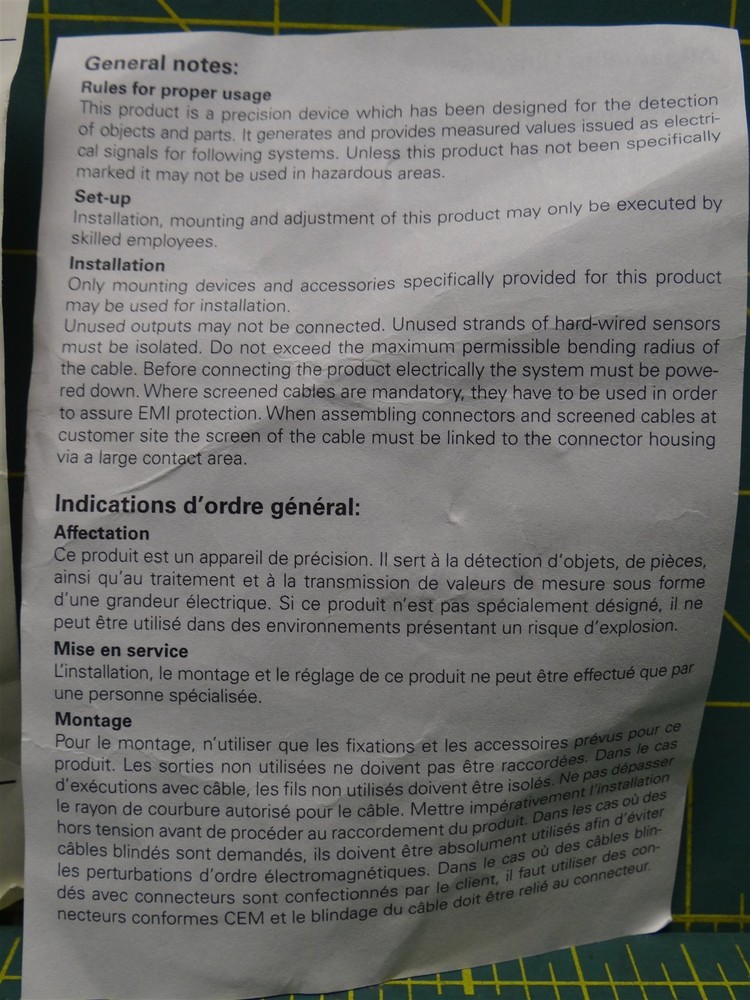 General notes:
Rules for proper usage
This product is a precision device which has been designed for the detection
of objects and parts. It generates and provides measured values issued as electri-
cal signals for following systems. Unless this product has not been specifically
marked it may not be used in hazardous areas.
Set-up
Installation, mounting and adjustment of this product may only be executed by
skilled employees.
Installation
Only mounting devices and accessories specifically provided for this product
may be used for installation.
Unused outputs may not be connected. Unused strands of hard-wired sensors
must be isolated. Do not exceed the maximum permissible bending radius of
the cable. Before connecting the product electrically the system must be powe-
red down. Where screened cables are mandatory, they have to be used in order
to assure EMI protection. When assembling connectors and screened cables at
customer site the screen of the cable must be linked to the connector housing
via a large contact area.
Indications d'ordre général:
Affectation
Ce produit est un appareil de précision. Il sert à la détection d'objets, de pièces,
ainsi qu'au traitement et à la transmission de valeurs de mesure sous forme
d'une grandeur électrique. Si ce produit n'est pas spécialement désigné, il ne
peut être utilisé dans des environnements présentant un risque d'explosion.
Mise en service
L'installation, le montage et le réglage de ce produit ne peut être effectué que par
une personne spécialisée.
Montage
Pour le montage, n'utiliser que les fixations et les accessoires prévus pour ce
produit. Les sorties non utilisées ne doivent pas être raccordées. Dans le cas
d'exécutions avec câble, les fils non utilisés doivent être isolés. Ne pas dépasser
le rayon de courbure autorisé pour le câble. Mettre impérativement l'installation
hors tension avant de procéder au raccordement du produit. Dans les cas où des
câbles blindés sont demandés, ils doivent être absolument utilisés afin d'éviter
les perturbations d'ordre électromagnétiques. Dans le cas où des câbles blin-
dés avec connecteurs sont confectionnés par le client, il faut utiliser des con-
necteurs conformes CEM et le blindage du câble doit être relié au connecteur.